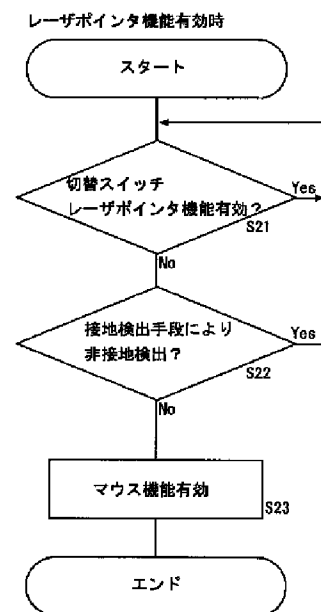 レーザポインタ機能有効時
スタート
切替スイッチ
レーザポインタ機能有効？
Yes
S21
No
接地検出手段により
非接地検出？
Yes
S22
No
マウス機能有効
S23
エンド